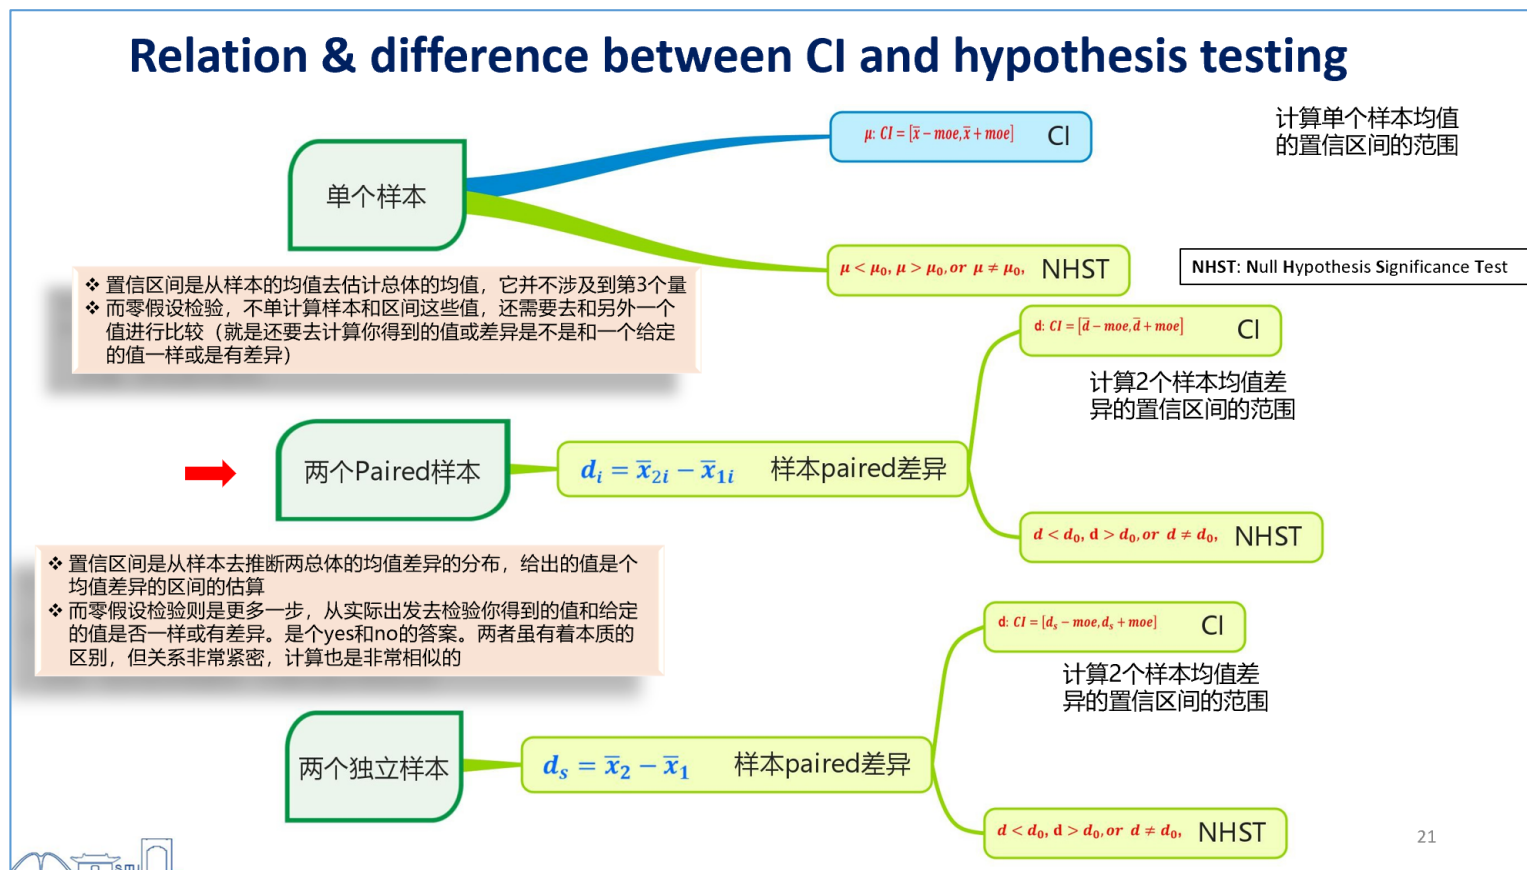 Relation & difference between CI and hypothesis testing
μ: CI = [x̅ − moe, x̅ + moe] CI
计算单个样本均值
的置信区间的范围
单个样本
μ < μ₀, μ > μ₀, or μ ≠ μ₀, NHST
NHST: Null Hypothesis Significance Test
❖ 置信区间是从样本的均值去估计总体的均值，它并不涉及到第3个量
❖ 而零假设检验，不单计算样本和区间这些值，还需要去和另外一个
值进行比较（就是还要去计算你得到的值或差异是不是和一个给定
的值一样或是有差异）
d: CI = [d̅ − moe, d̅ + moe] CI
计算2个样本均值差
异的置信区间的范围
两个Paired样本
dᵢ = x̅₂ᵢ − x̅₁ᵢ 样本paired差异
d < d₀, d > d₀, or d ≠ d₀, NHST
❖ 置信区间是从样本去推断两总体的均值差异的分布，给出的值是个
均值差异的区间的估算
❖ 而零假设检验则是更多一步，从实际出发去检验你得到的值和给定
的值是否一样或有差异。是个yes和no的答案。两者虽有着本质的
区别，但关系非常紧密，计算也是非常相似的
d: CI = [dₛ − moe, dₛ + moe] CI
计算2个样本均值差
异的置信区间的范围
两个独立样本
dₛ = x̅₂ − x̅₁ 样本paired差异
d < d₀, d > d₀, or d ≠ d₀, NHST
21